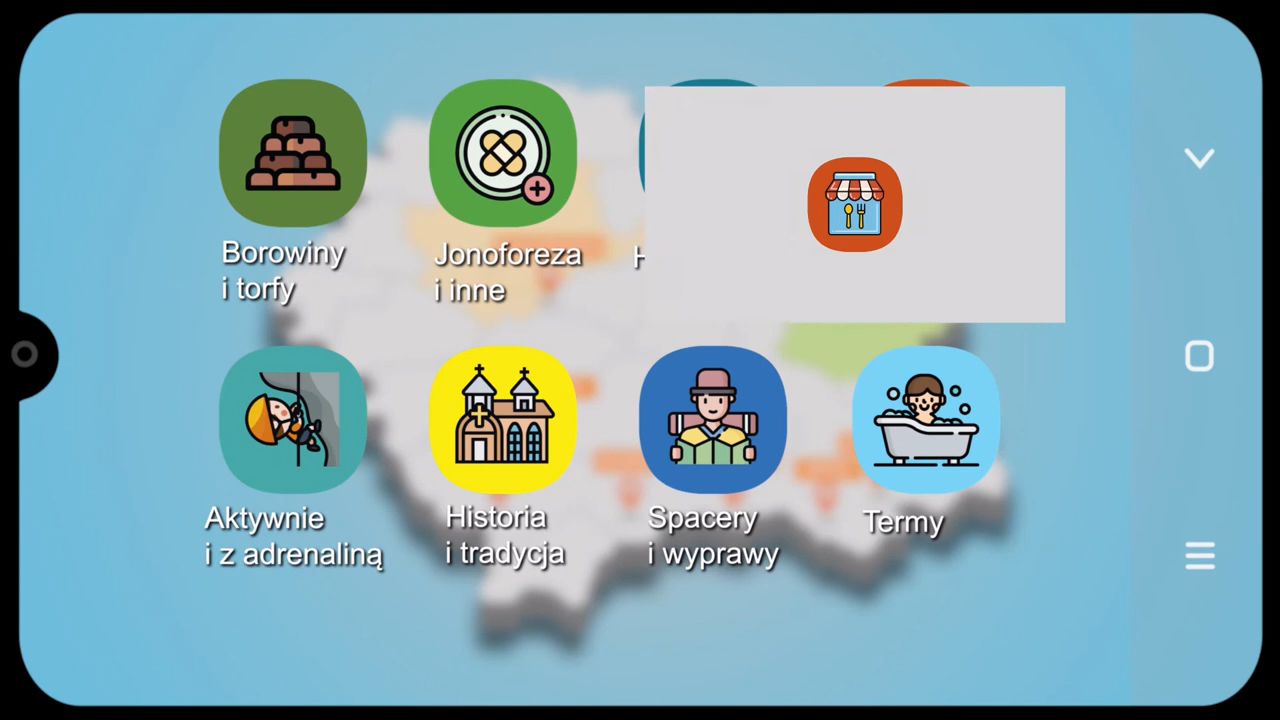 Borowiny
i torfy
Jonoforeza
i inne
Aktywnie
i z adrenaliną
Historia
i tradycja
Spacery
i wyprawy
Termy